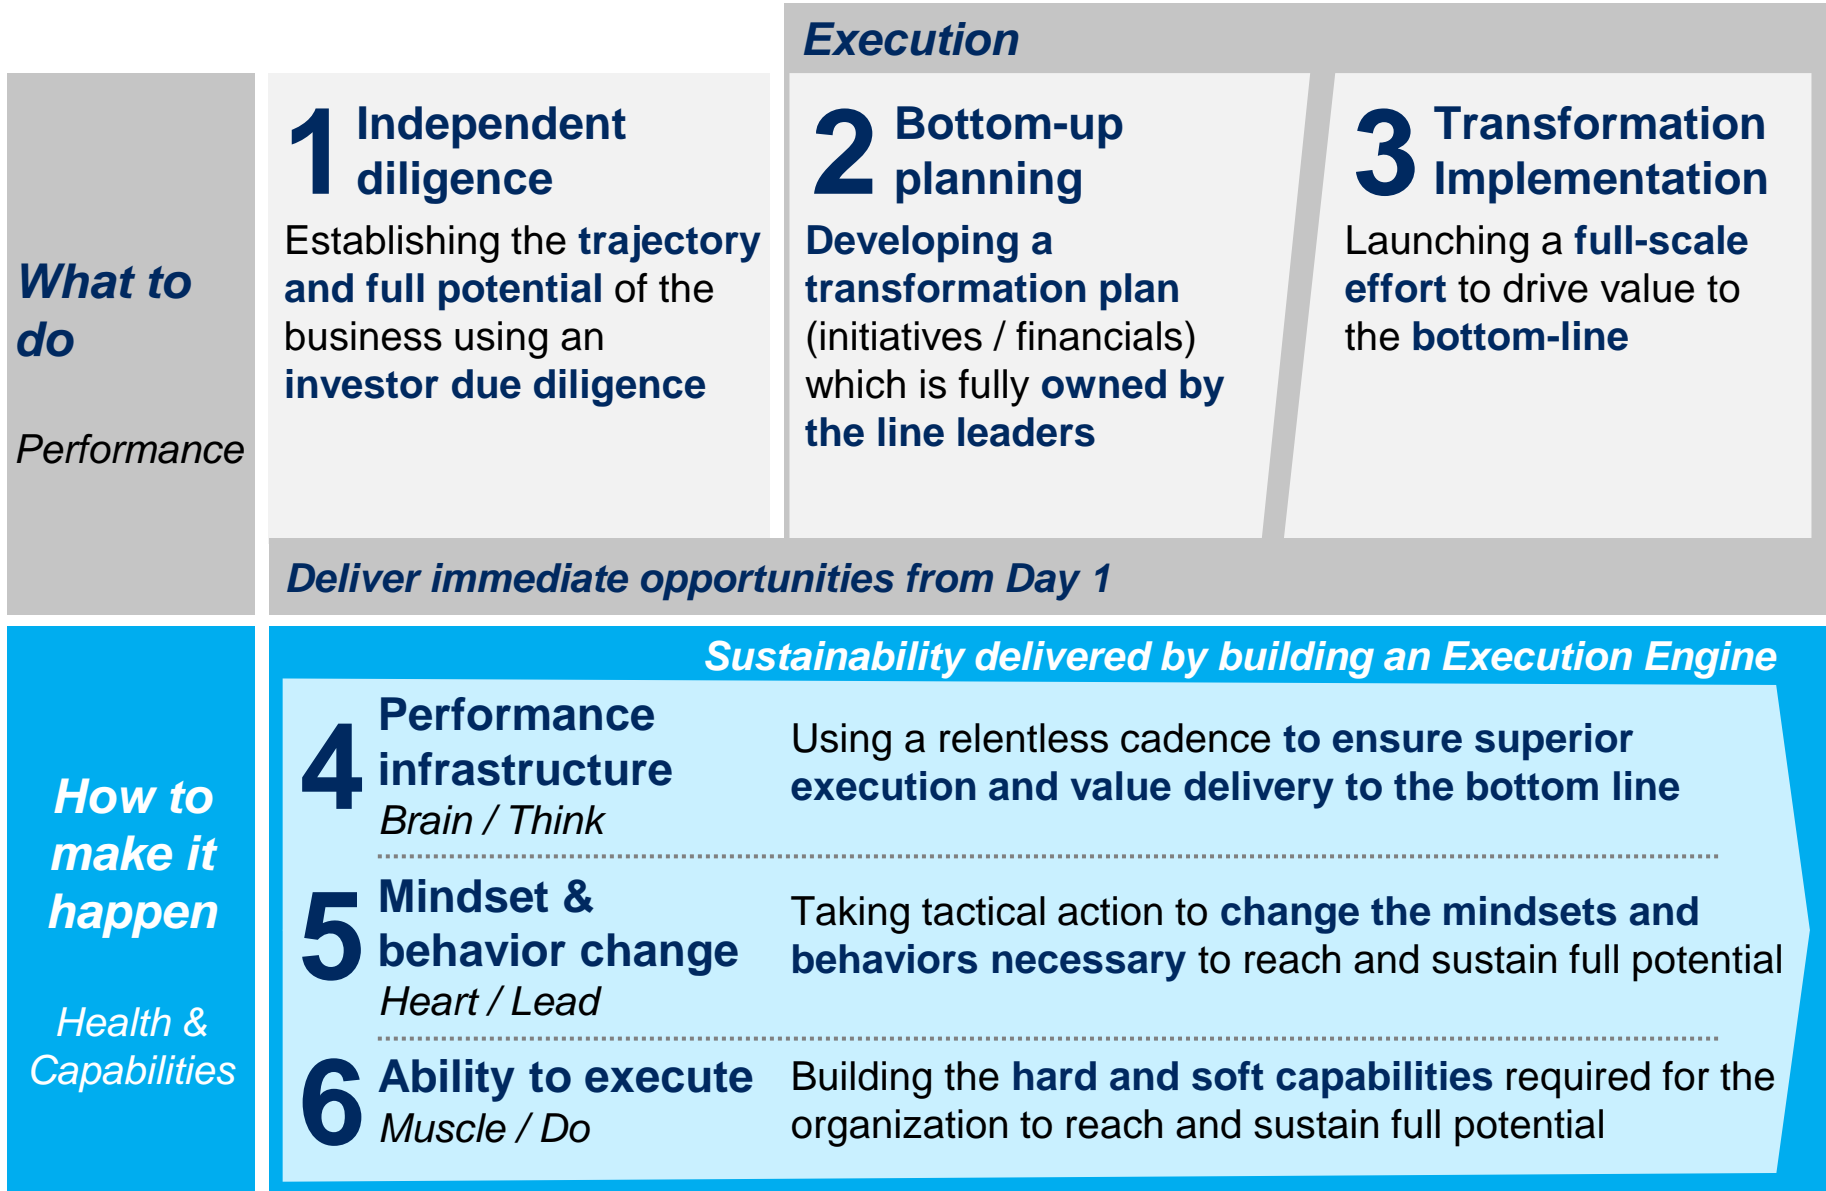 Execution
What to
do
Performance
1 Independent
diligence
Establishing the trajectory
and full potential of the
business using an
investor due diligence
2 Bottom-up
planning
Developing a
transformation plan
(initiatives / financials)
which is fully owned by
the line leaders
3 Transformation
Implementation
Launching a full-scale
effort to drive value to
the bottom-line
Deliver immediate opportunities from Day 1
How to
make it
happen
Health &
Capabilities
Sustainability delivered by building an Execution Engine
4 Performance
infrastructure
Brain / Think
Using a relentless cadence to ensure superior
execution and value delivery to the bottom line
5 Mindset &
behavior change
Heart / Lead
Taking tactical action to change the mindsets and
behaviors necessary to reach and sustain full potential
6 Ability to execute
Muscle / Do
Building the hard and soft capabilities required for the
organization to reach and sustain full potential